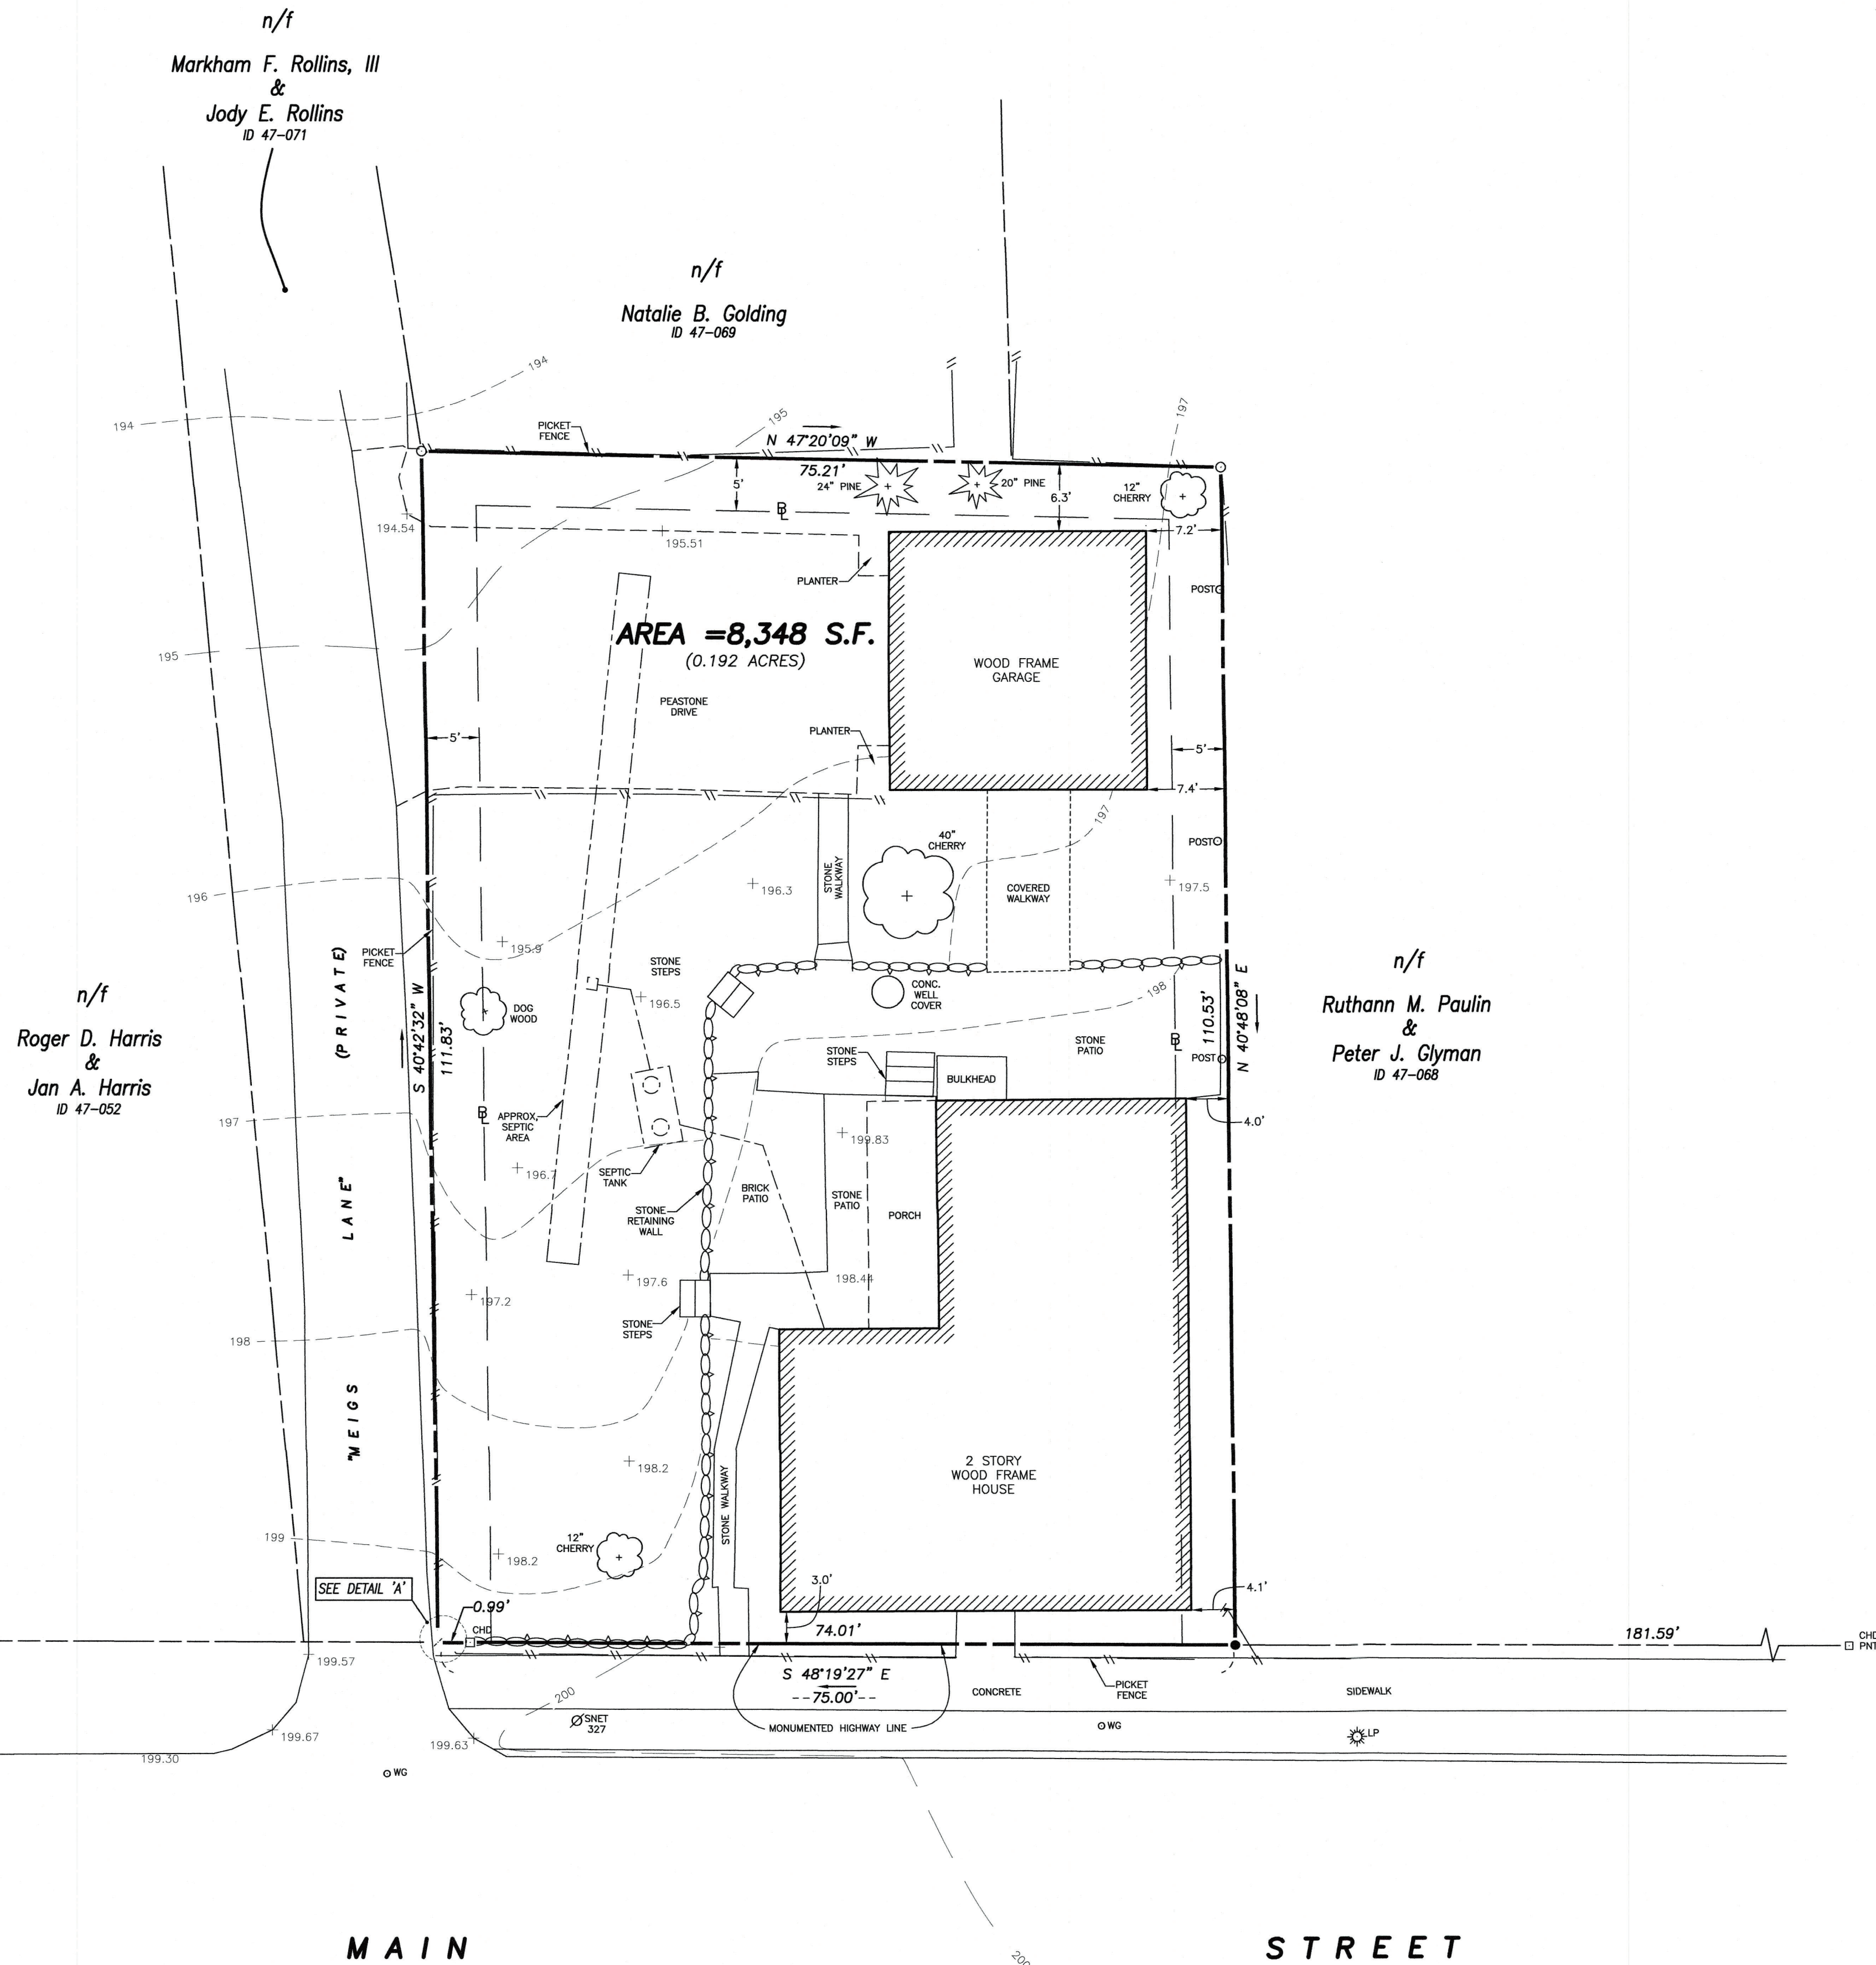 n/f
Markham F. Rollins, III
&
Jody E. Rollins
ID 47-071
n/f
Natalie B. Golding
ID 47-069
194
194
195
197
PICKET
FENCE
N 47°20'09" W
75.21'
5'
24" PINE
20" PINE
6.3'
12"
CHERRY
BL
194.54
195.51
7.2'
PLANTER
POST
AREA =8,348 S.F.
(0.192 ACRES)
195
WOOD FRAME
GARAGE
PEASTONE
DRIVE
PLANTER
5'
5'
7.4'
197
40"
CHERRY
POST
STONE
WALKWAY
COVERED
WALKWAY
196.3
197.5
196
195.9
PICKET
FENCE
STONE
STEPS
n/f
Roger D. Harris
&
Jan A. Harris
ID 47-052
"MEIGS LANE" (PRIVATE)
S 40°42'32" W
111.83'
DOG
WOOD
196.5
CONC.
WELL
COVER
198
110.53'
N 40°48'08" E
n/f
Ruthann M. Paulin
&
Peter J. Glyman
ID 47-068
STONE
STEPS
STONE
PATIO
BL
POST
BULKHEAD
BL
APPROX.
SEPTIC
AREA
197
4.0'
199.83
196.7
SEPTIC
TANK
BRICK
PATIO
STONE
PATIO
PORCH
STONE
RETAINING
WALL
197.6
198.44
197.2
STONE
STEPS
198
198.2
STONE WALKWAY
2 STORY
WOOD FRAME
HOUSE
199
12"
CHERRY
198.2
SEE DETAIL 'A'
3.0'
4.1'
0.99'
CHD
74.01'
181.59'
CHD
PNT
199.57
S 48°19'27" E
--75.00'--
PICKET
FENCE
CONCRETE
SIDEWALK
200
SNET
327
MONUMENTED HIGHWAY LINE
WG
LP
199.67
199.63
199.30
WG
MAIN STREET
200